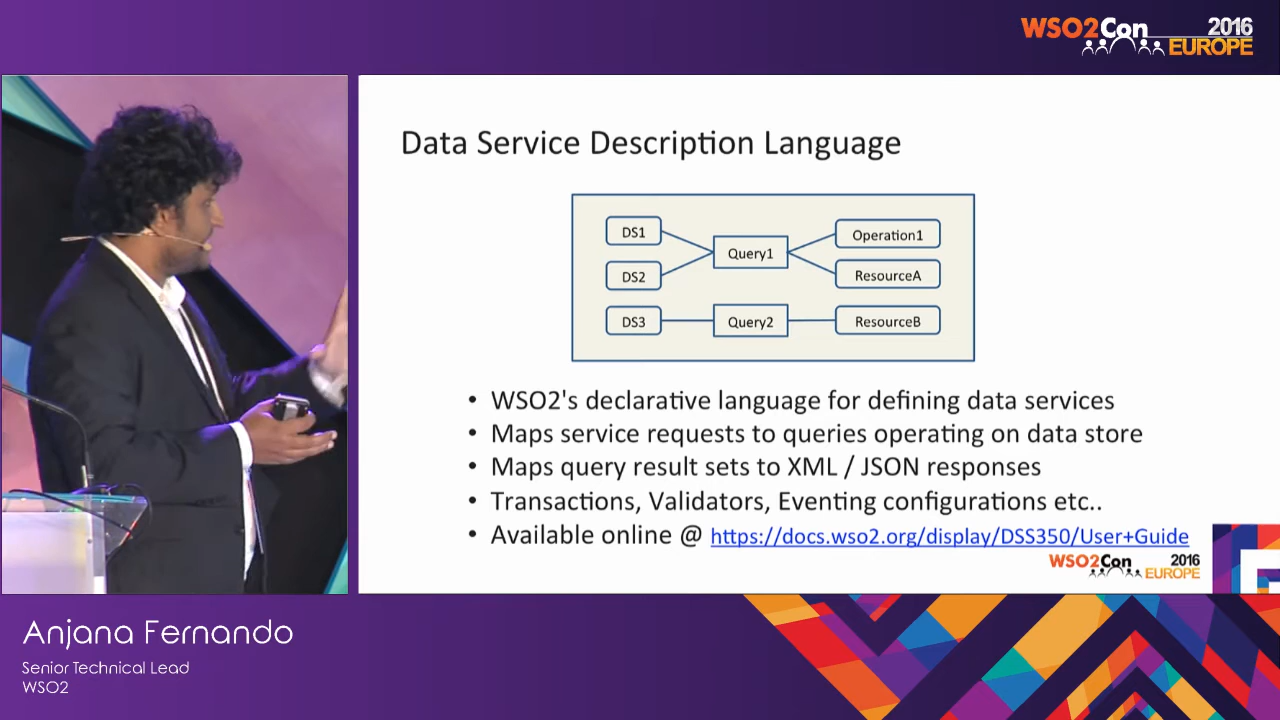 WSO2Con 2016
EUROPE
Data Service Description Language
DS1
DS2
DS3
Query1
Query2
Operation1
ResourceA
ResourceB
• WSO2's declarative language for defining data services
• Maps service requests to queries operating on data store
• Maps query result sets to XML / JSON responses
• Transactions, Validators, Eventing configurations etc..
• Available online @ https://docs.wso2.org/display/DSS350/User+Guide
WSO2Con 2016
EUROPE
Anjana Fernando
Senior Technical Lead
WSO2